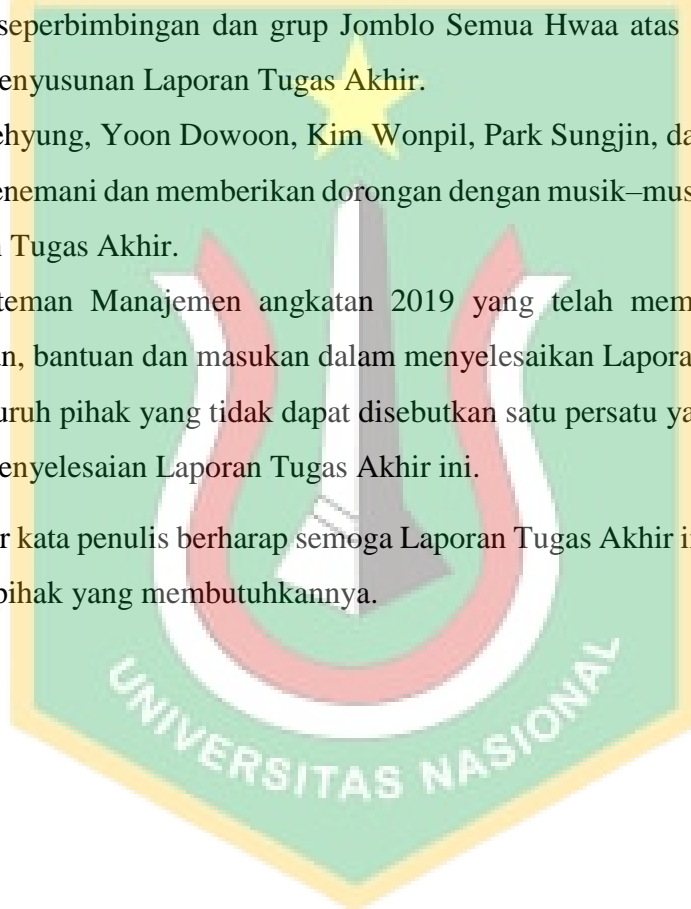 seperbimbingan dan grup Jomblo Semua Hwaa atas
enyusunan Laporan Tugas Akhir.
ehyung, Yoon Dowoon, Kim Wonpil, Park Sungjin, da
enemani dan memberikan dorongan dengan musik–mus
n Tugas Akhir.
teman Manajemen angkatan 2019 yang telah mem
n, bantuan dan masukan dalam menyelesaikan Lapora
uruh pihak yang tidak dapat disebutkan satu persatu ya
enyelesaian Laporan Tugas Akhir ini.
r kata penulis berharap semoga Laporan Tugas Akhir in
pihak yang membutuhkannya.
UNIVERSITAS NASIONAL